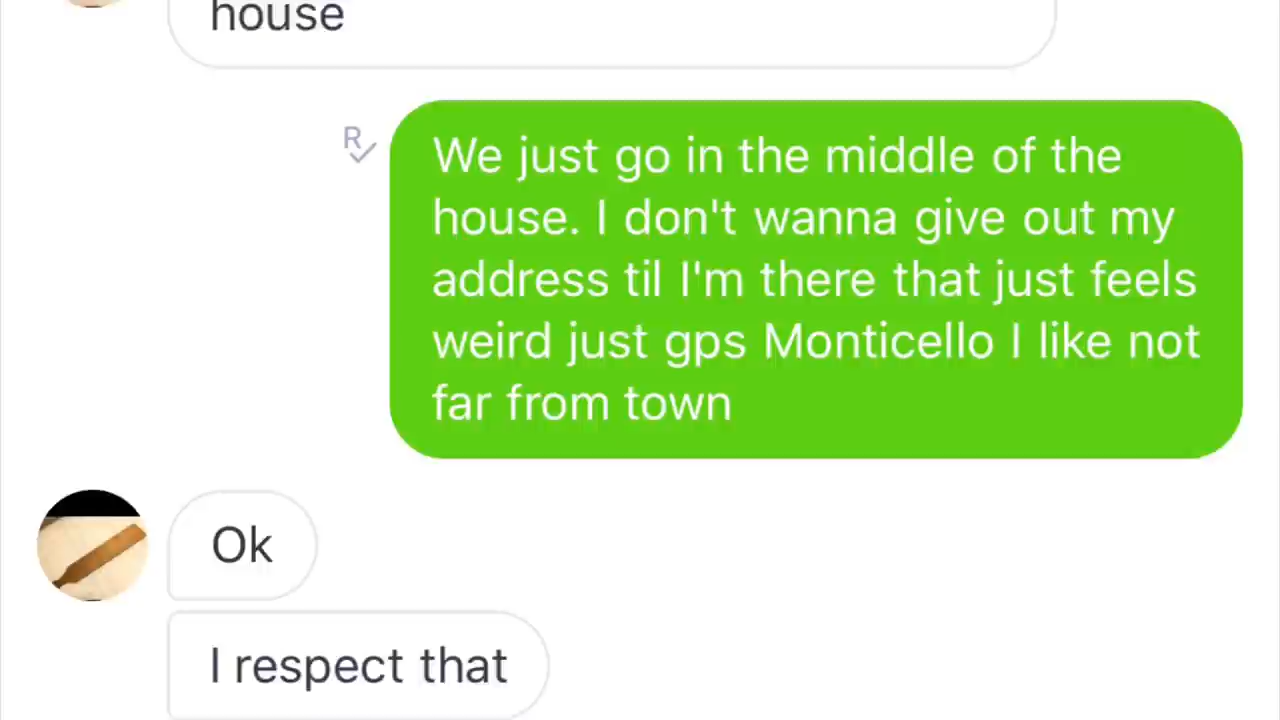 house
R
We just go in the middle of the
house. I don't wanna give out my
address til I'm there that just feels
weird just gps Monticello I like not
far from town
Ok
I respect that